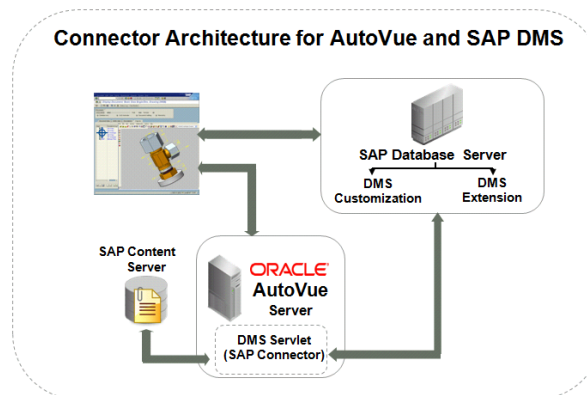 Connector Architecture for AutoVue and SAP DMS
SAP Database Server
DMS
Customization
DMS
Extension
SAP Content
Server
ORACLE®
AutoVue
Server
DMS Servlet
(SAP Connector)